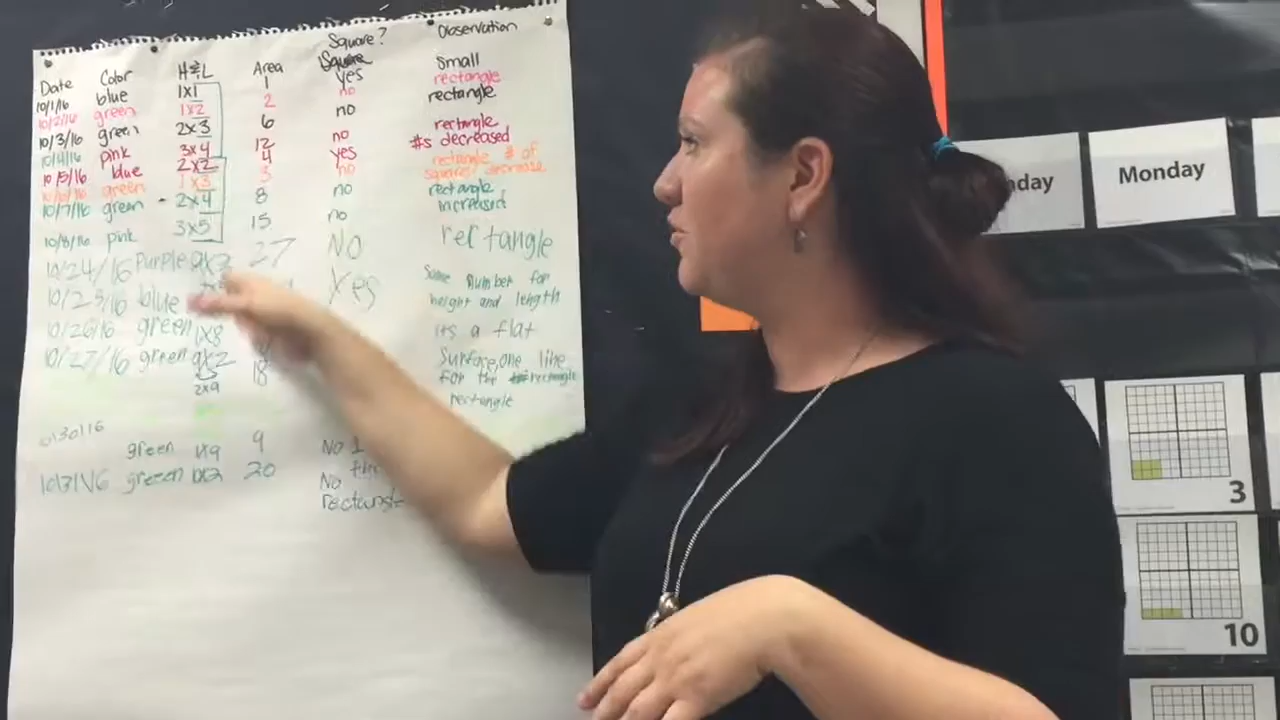 Date Color H & L Area Square? Observation
10/1/16 blue 1x1 1 yes small
10/2/16 green 1x2 2 no rectangle
10/3/16 green 2x3 6 no rectangle
10/4/16 pink 3x4 12 no rectangle
10/5/16 blue 2x2 4 yes #s decreased
10/6/16 green 1x3 3 no rectangle # of squares decrease
10/7/16 green 2x4 8 no rectangle increased
10/8/16 pink 3x5 15 no rectangle
10/24/16 Purple 9x3 27 No
10/25/16 blue Yes Same number for height and length
10/26/16 green 1x8 its a flat
10/27/16 green 9x2 18 Surface, one line for the rectangle
2x9 rectangle
10/30/16
green 1x9 9 No 1
10/31/16 green 20 No
rectangle
Monday
3
10